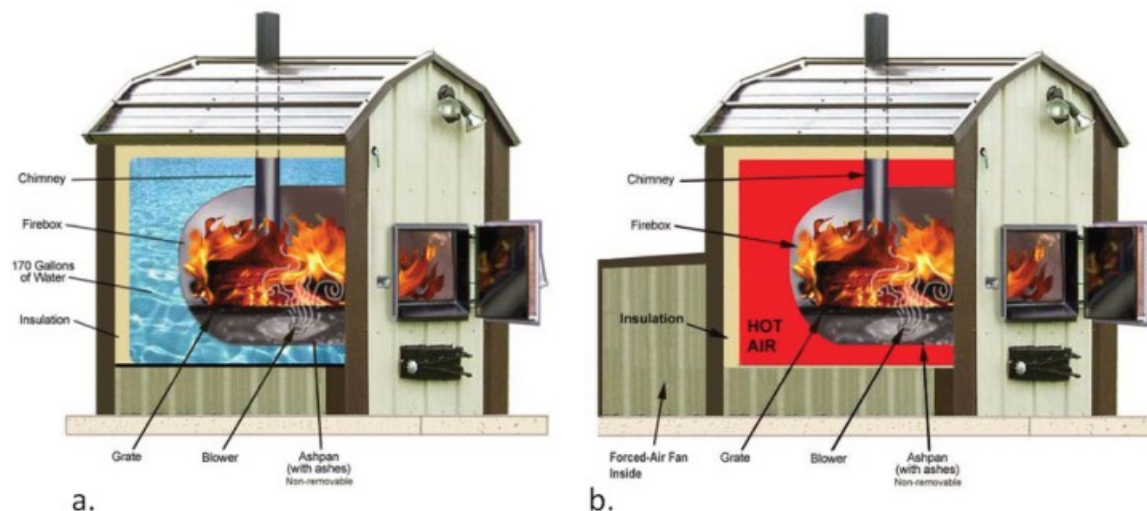 Chimney
Firebox
170 Gallons
of Water
Insulation
Grate
Blower
Ashpan
(with ashes)
Non-removable
a.
Chimney
Firebox
Insulation
HOT
AIR
Forced-Air Fan
Inside
Grate
Blower
Ashpan
(with ashes)
Non-removable
b.